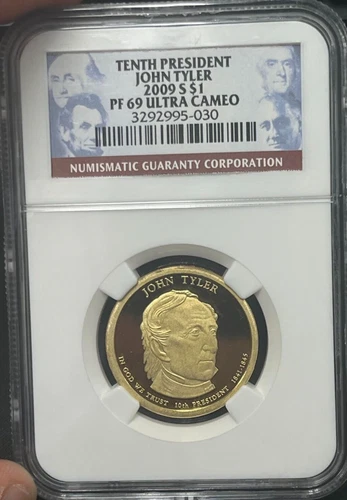 TENTH PRESIDENT
JOHN TYLER
2009 S $1
PF 69 ULTRA CAMEO
3292995-030
NUMISMATIC GUARANTY CORPORATION
JOHN TYLER
IN GOD WE TRUST 10th PRESIDENT 1841-1845